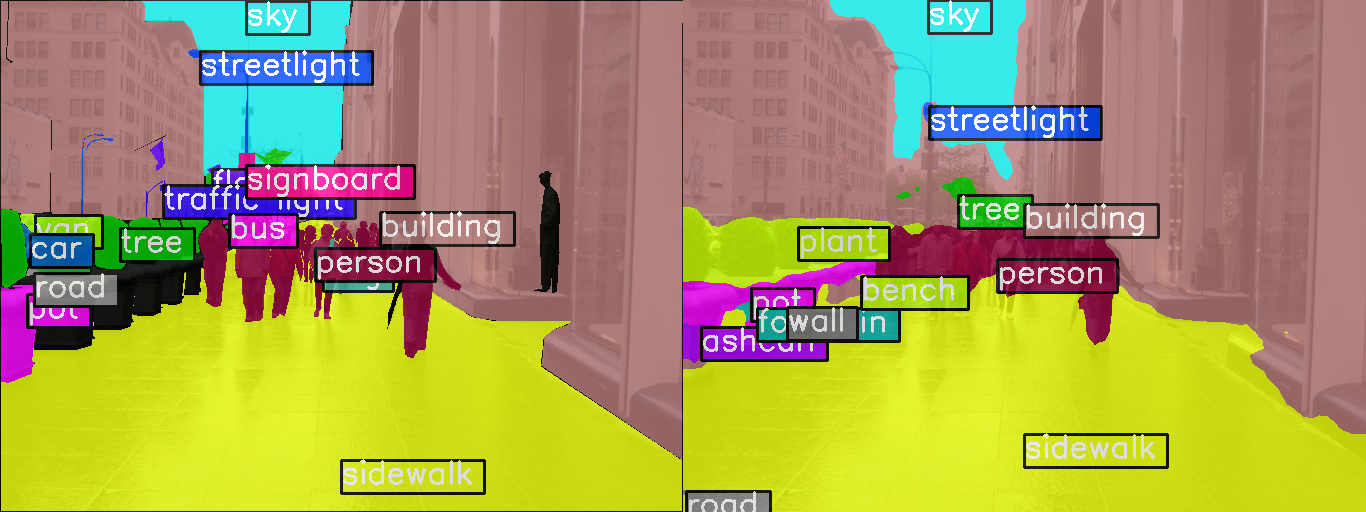 sky
streetlight
signboard
traffic light
van
bus
building
car
tree
person
road
pot
sidewalk
sky
streetlight
tree
building
plant
person
bench
pot
wall
ashcan
sidewalk
road